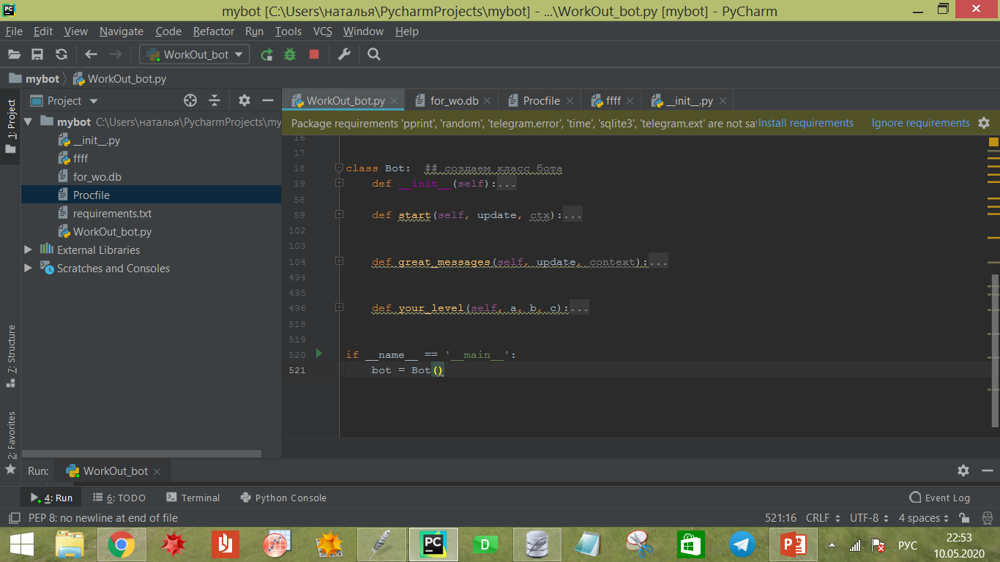 mybot [C:\Users\наталья\PycharmProjects\mybot] - ...\WorkOut_bot.py [mybot] - PyCharm
File Edit View Navigate Code Refactor Run Tools VCS Window Help
WorkOut_bot
mybot WorkOut_bot.py
1: Project
Project
mybot C:\Users\наталья\PycharmProjects\my
__init__.py
ffff
for_wo.db
Procfile
requirements.txt
WorkOut_bot.py
External Libraries
Scratches and Consoles
7: Structure
2: Favorites
WorkOut_bot.py for_wo.db Procfile ffff __init__.py
Package requirements 'pprint', 'random', 'telegram.error', 'time', 'sqlite3', 'telegram.ext' are not sat Install requirements Ignore requirements
16
17
18 class Bot:  ## создаем класс бота
19 def __init__(self):...
58
59 def start(self, update, ctx):...
102
103
104 def great_messages(self, update, context):...
494
495
496 def your_level(self, a, b, c):...
518
519
520 if __name__ == '__main__':
521 bot = Bot()
Run: WorkOut_bot
4: Run 6: TODO Terminal Python Console Event Log
PEP 8: no newline at end of file 521:16 CRLF UTF-8 4 spaces
PC D P РУС 22:53
10.05.2020